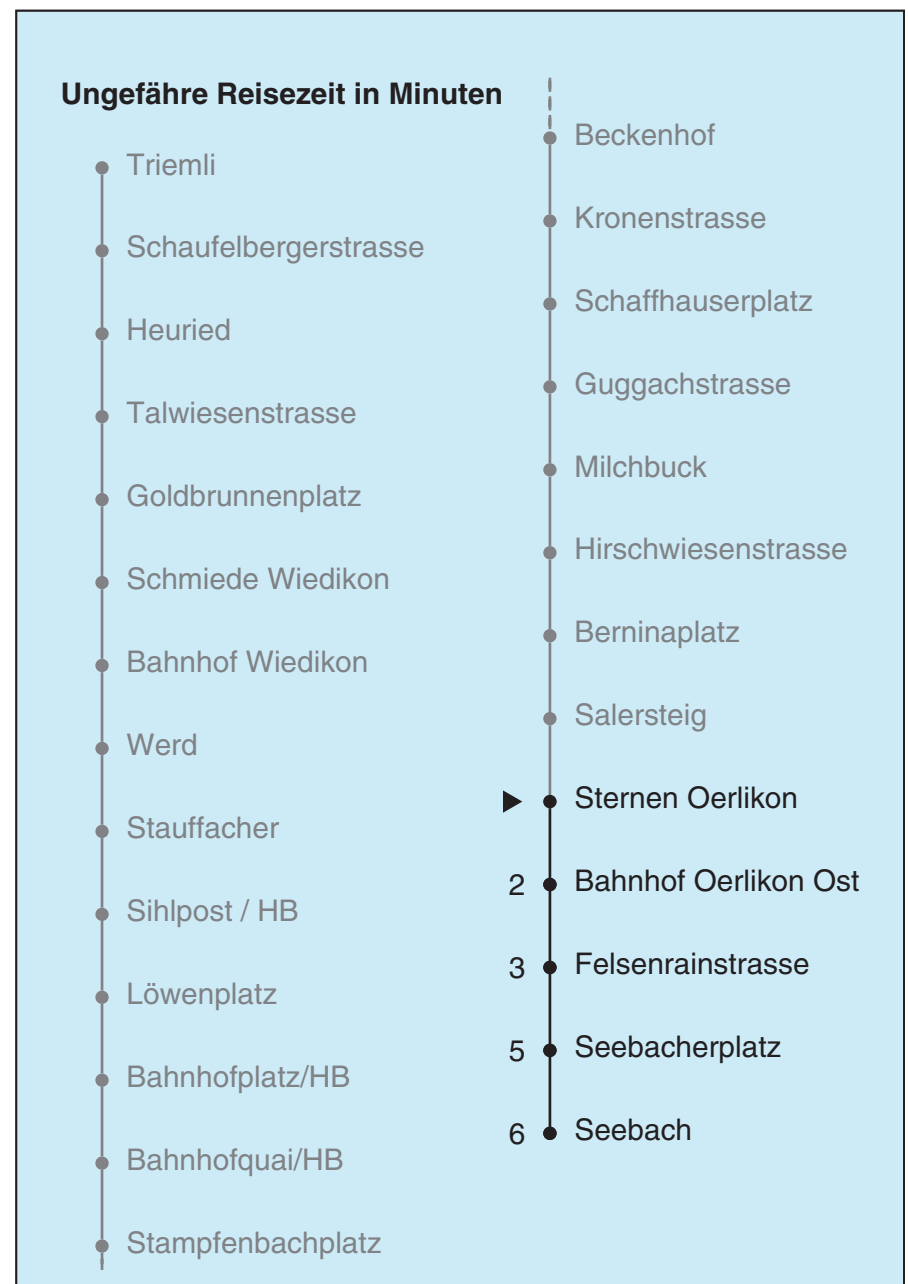 Ungefähre Reisezeit in Minuten
Triemli
Schaufelbergerstrasse
Heuried
Talwiesenstrasse
Goldbrunnenplatz
Schmiede Wiedikon
Bahnhof Wiedikon
Werd
Stauffacher
Sihlpost / HB
Löwenplatz
Bahnhofplatz/HB
Bahnhofquai/HB
Stampfenbachplatz
Beckenhof
Kronenstrasse
Schaffhauserplatz
Guggachstrasse
Milchbuck
Hirschwiesenstrasse
Berninaplatz
Salersteig
Sternen Oerlikon
2 Bahnhof Oerlikon Ost
3 Felsenrainstrasse
5 Seebacherplatz
6 Seebach